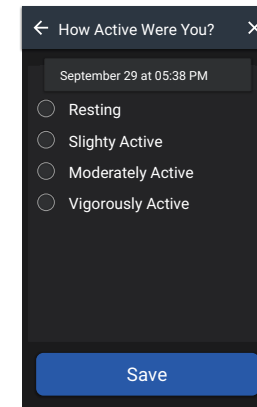 How Active Were You?
September 29 at 05:38 PM
Resting
Slighty Active
Moderately Active
Vigorously Active
Save